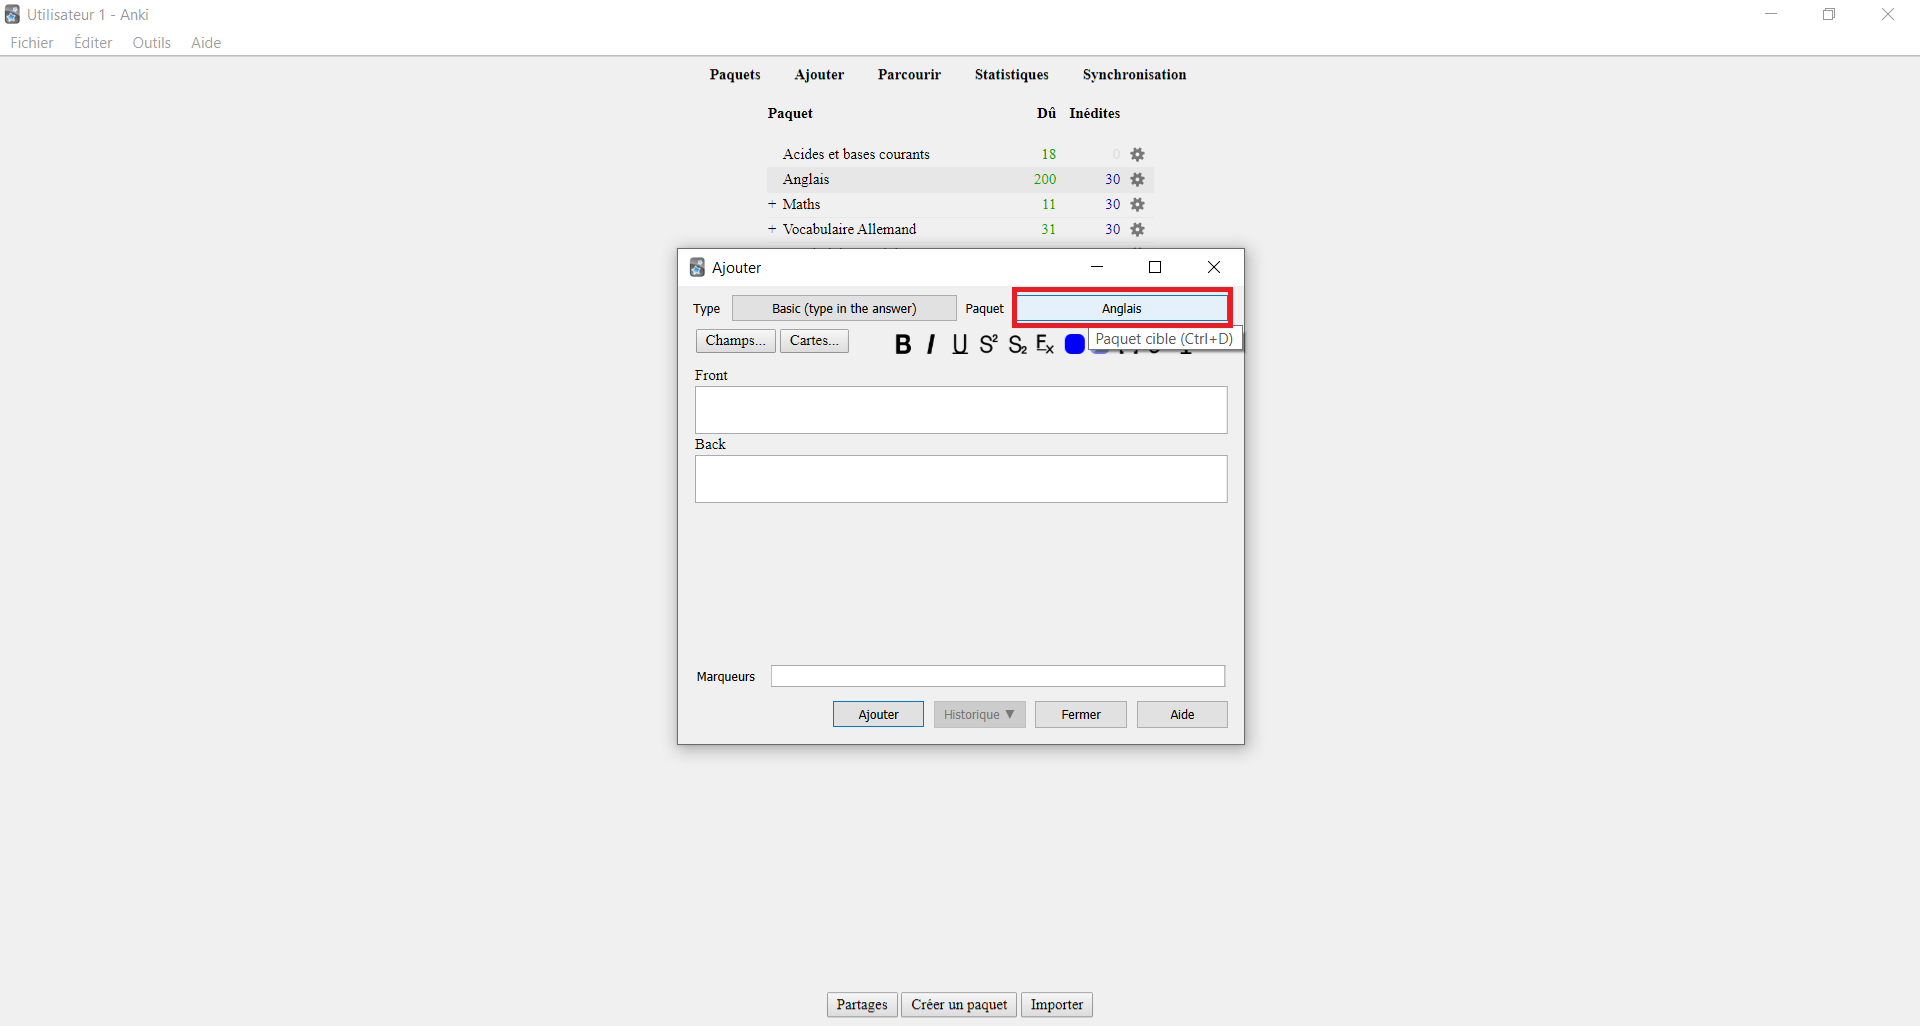 Utilisateur 1 - Anki
Fichier Éditer Outils Aide
Paquets Ajouter Parcourir Statistiques Synchronisation
Paquet Dû Inédites
Acides et bases courants 18 0
Anglais 200 30
+ Maths 11 30
+ Vocabulaire Allemand 31 30
Ajouter
Type Basic (type in the answer) Paquet Anglais
Paquet cible (Ctrl+D)
Champs... Cartes... B I U S² S₂ Ex
Front
Back
Marqueurs
Ajouter Historique ▼ Fermer Aide
Partages Créer un paquet Importer